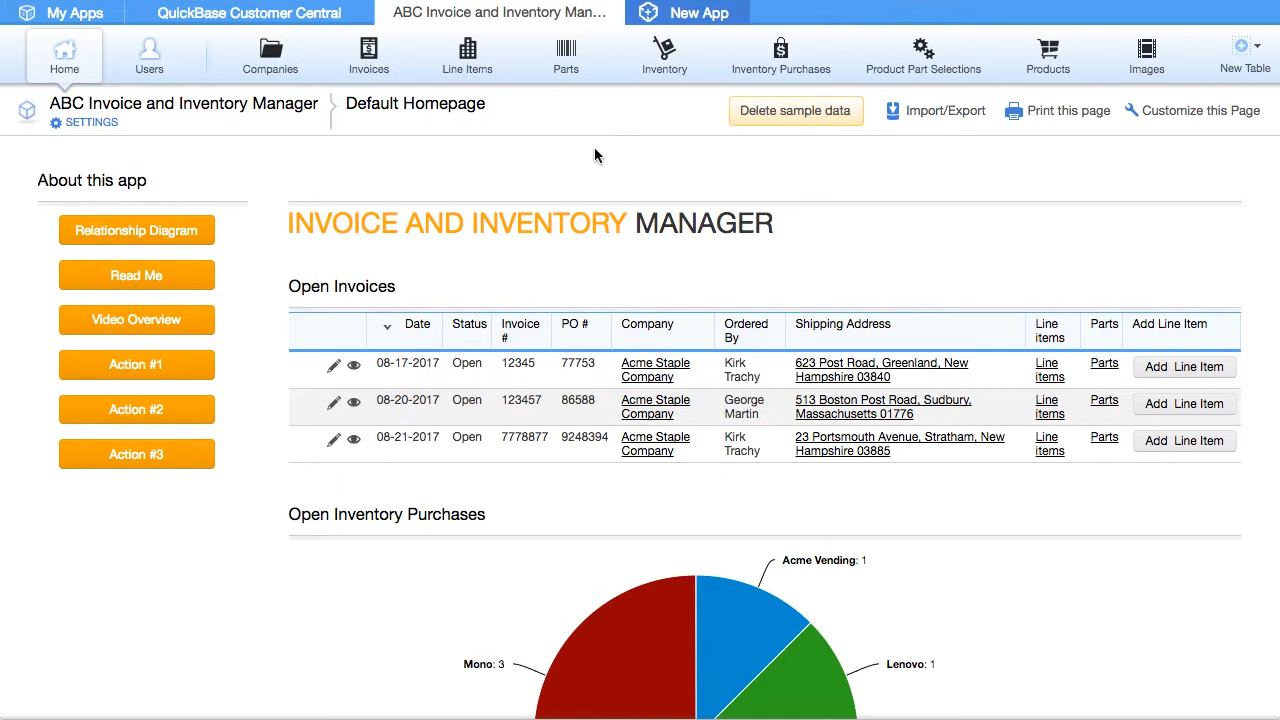 My Apps
QuickBase Customer Central
ABC Invoice and Inventory Man...
New App
Home
Users
Companies
Invoices
Line Items
Parts
Inventory
Inventory Purchases
Product Part Selections
Products
Images
New Table
ABC Invoice and Inventory Manager
Default Homepage
SETTINGS
Delete sample data
Import/Export
Print this page
Customize this Page
About this app
Relationship Diagram
Read Me
Video Overview
Action #1
Action #2
Action #3
INVOICE AND INVENTORY MANAGER
Open Invoices
Date Status Invoice PO # Company Ordered Shipping Address Line Parts Add Line Item
# By items
08-17-2017 Open 12345 77753 Acme Staple Kirk 623 Post Road, Greenland, New Line Parts Add Line Item
Company Trachy Hampshire 03840 items
08-20-2017 Open 123457 86588 Acme Staple George 513 Boston Post Road, Sudbury, Line Parts Add Line Item
Company Martin Massachusetts 01776 items
08-21-2017 Open 7778877 9248394 Acme Staple Kirk 23 Portsmouth Avenue, Stratham, New Line Parts Add Line Item
Company Trachy Hampshire 03885 items
Open Inventory Purchases
Acme Vending: 1
Mono: 3
Lenovo: 1